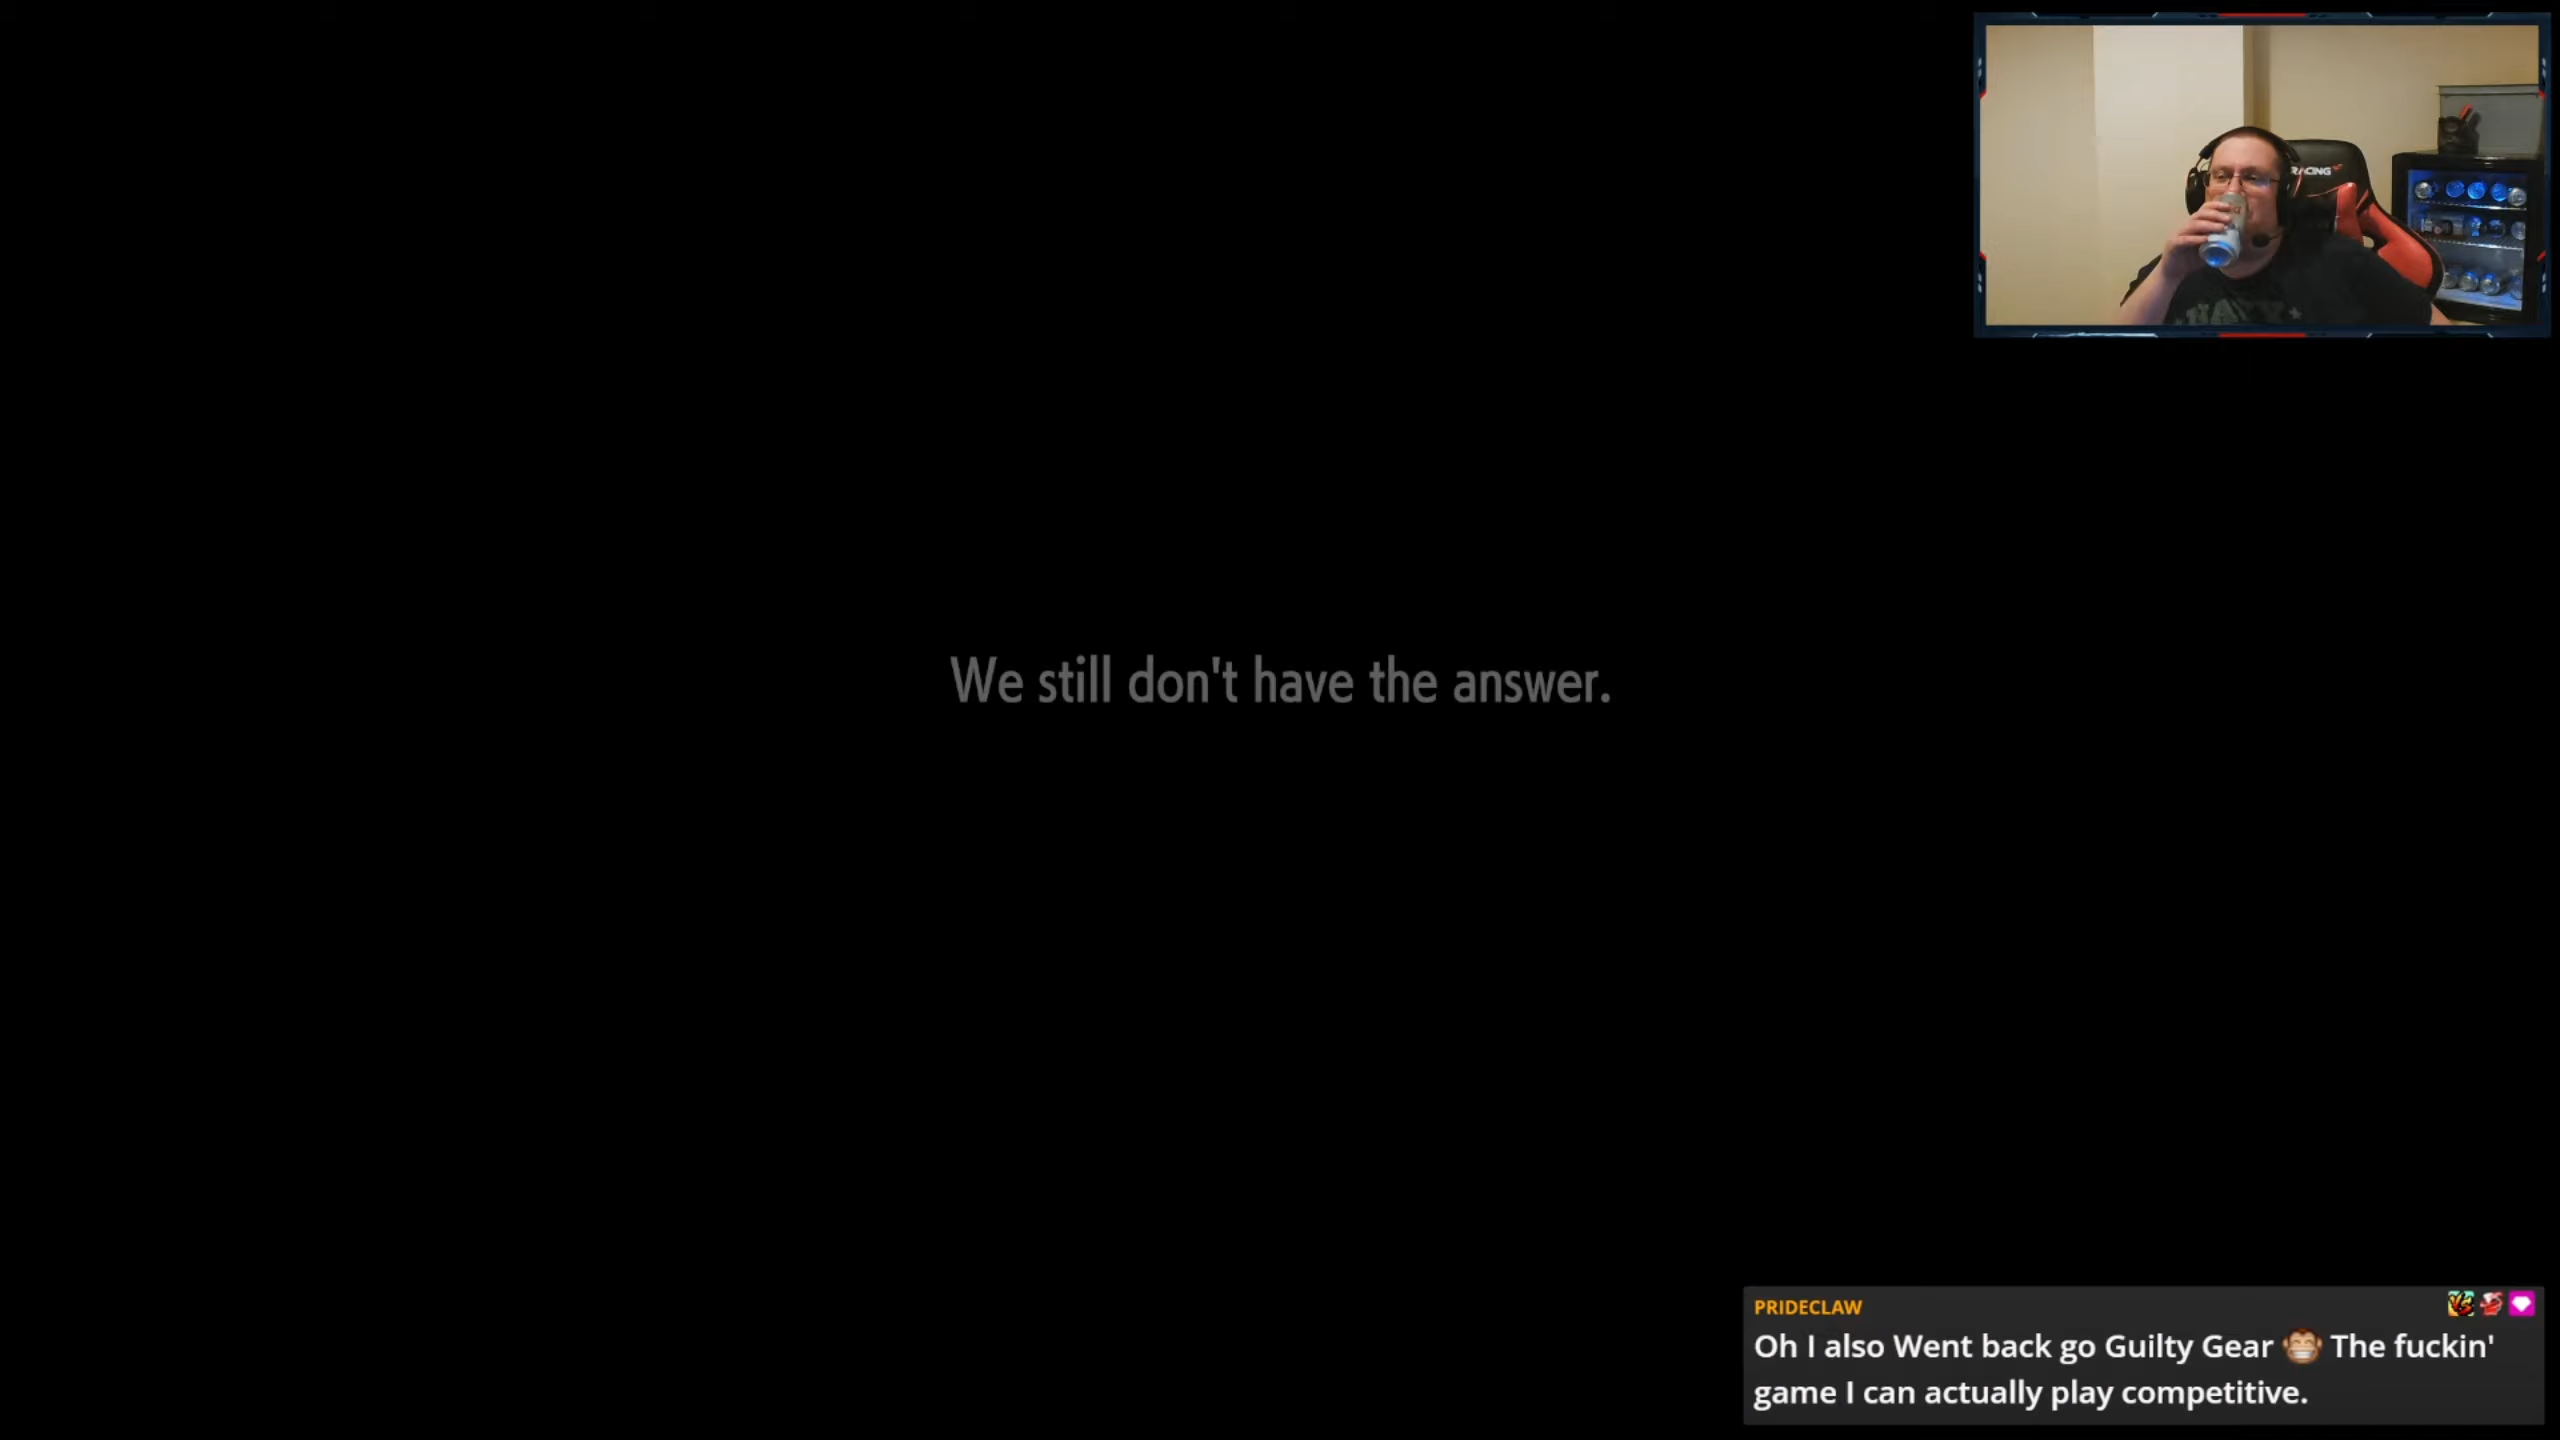 RACING
We still don't have the answer.
PRIDECLAW
Oh I also Went back go Guilty Gear The fuckin'
game I can actually play competitive.